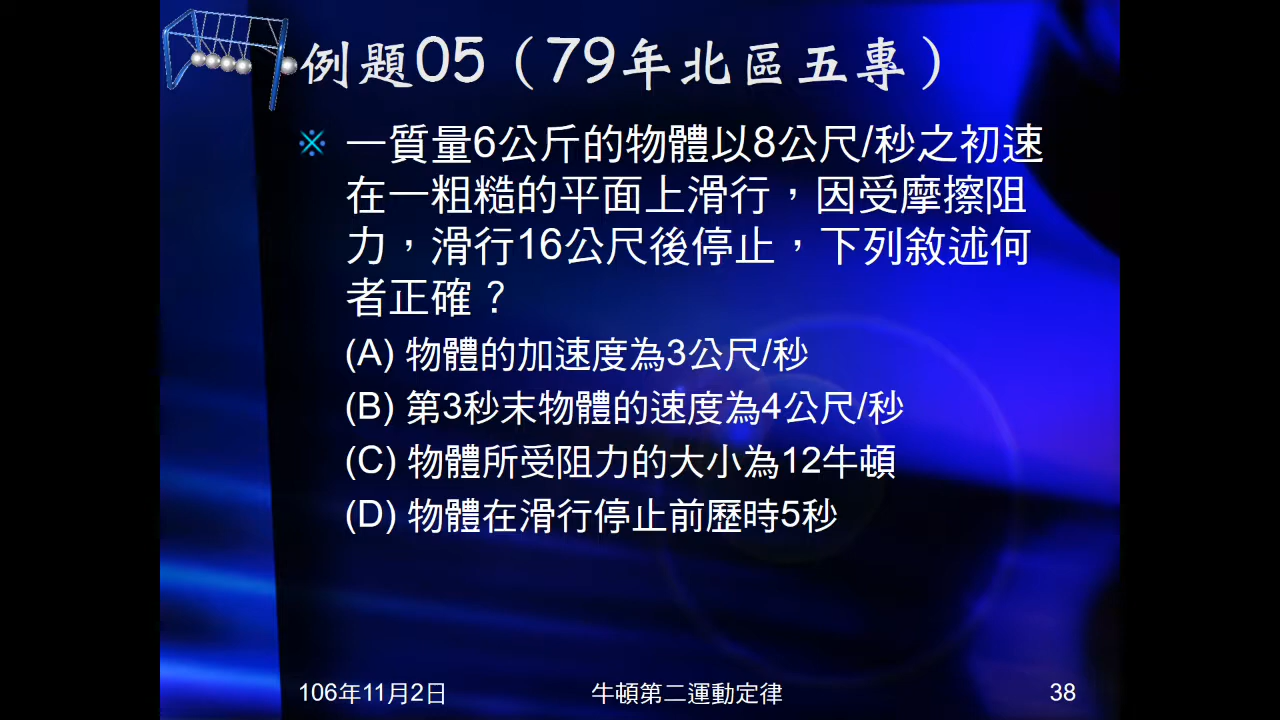 例題05（79年北區五專）
※ 一質量6公斤的物體以8公尺/秒之初速
在一粗糙的平面上滑行，因受摩擦阻
力，滑行16公尺後停止，下列敘述何
者正確？
(A) 物體的加速度為3公尺/秒
(B) 第3秒末物體的速度為4公尺/秒
(C) 物體所受阻力的大小為12牛頓
(D) 物體在滑行停止前歷時5秒
106年11月2日
牛頓第二運動定律
38